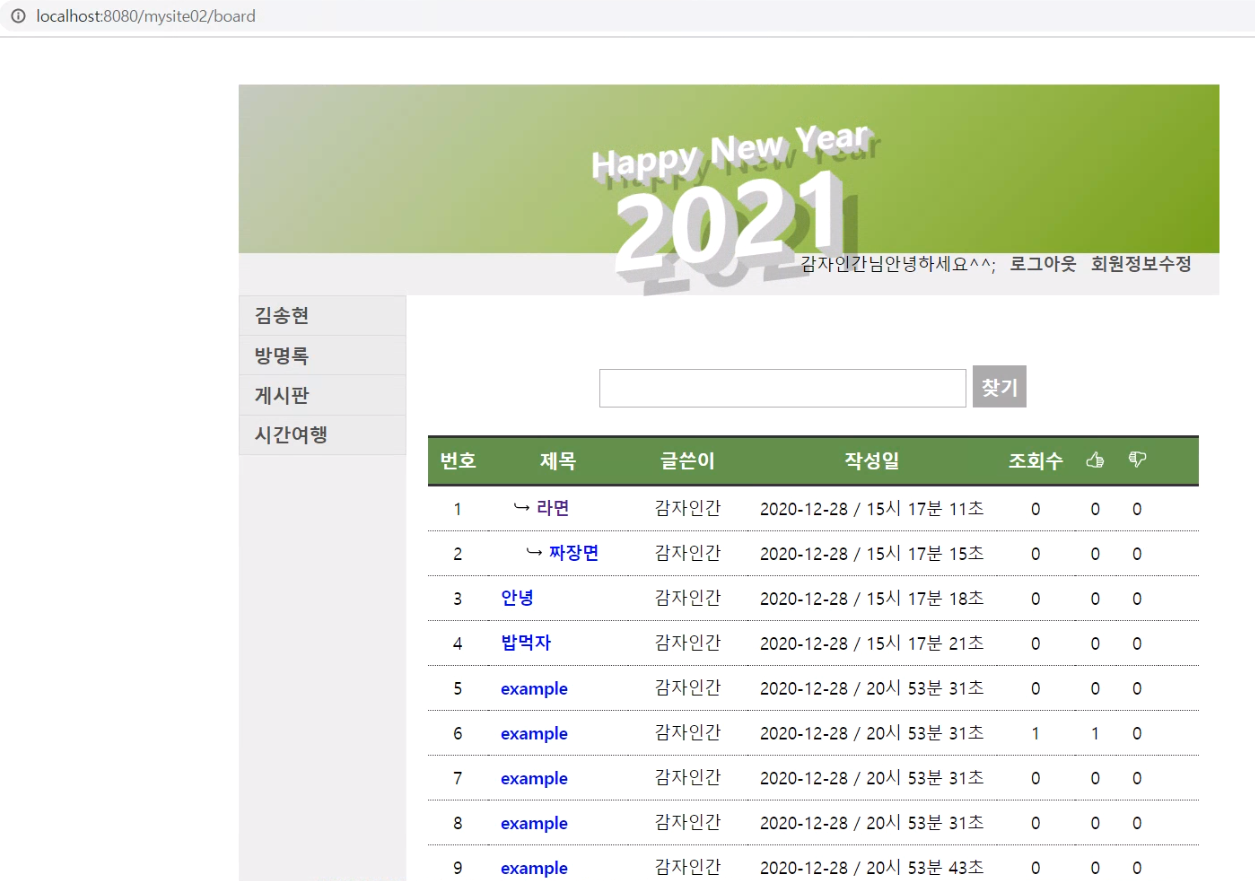 localhost:8080/mysite02/board
Happy New Year
2021
감자인간님안녕하세요^^; 로그아웃 회원정보수정
김송현
방명록
게시판
시간여행
찾기
번호 제목 글쓴이 작성일 조회수
1 ↪ 라면 감자인간 2020-12-28 / 15시 17분 11초 0 0 0
2 ↪ 짜장면 감자인간 2020-12-28 / 15시 17분 15초 0 0 0
3 안녕 감자인간 2020-12-28 / 15시 17분 18초 0 0 0
4 밥먹자 감자인간 2020-12-28 / 15시 17분 21초 0 0 0
5 example 감자인간 2020-12-28 / 20시 53분 31초 0 0 0
6 example 감자인간 2020-12-28 / 20시 53분 31초 1 1 0
7 example 감자인간 2020-12-28 / 20시 53분 31초 0 0 0
8 example 감자인간 2020-12-28 / 20시 53분 31초 0 0 0
9 example 감자인간 2020-12-28 / 20시 53분 43초 0 0 0